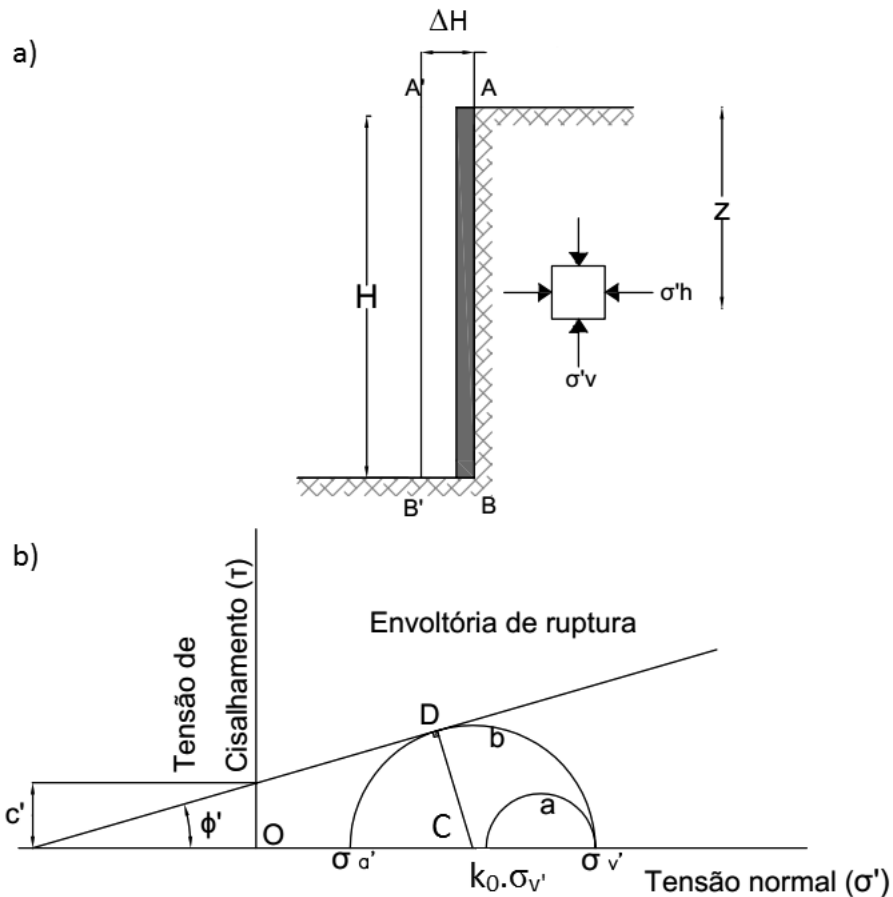 a)
ΔH
A'
A
H
Z
σ'h
σ'v
B'
B
b)
Tensão de
Cisalhamento (τ)
Envoltória de ruptura
D
b
a
c'
ϕ'
O
C
σ a'
k₀.σv'
σ v'
Tensão normal (σ')